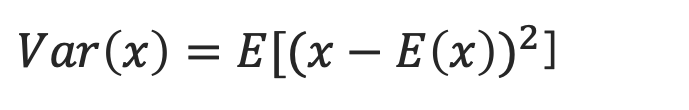 Var(x) = E[(x − E(x))²]